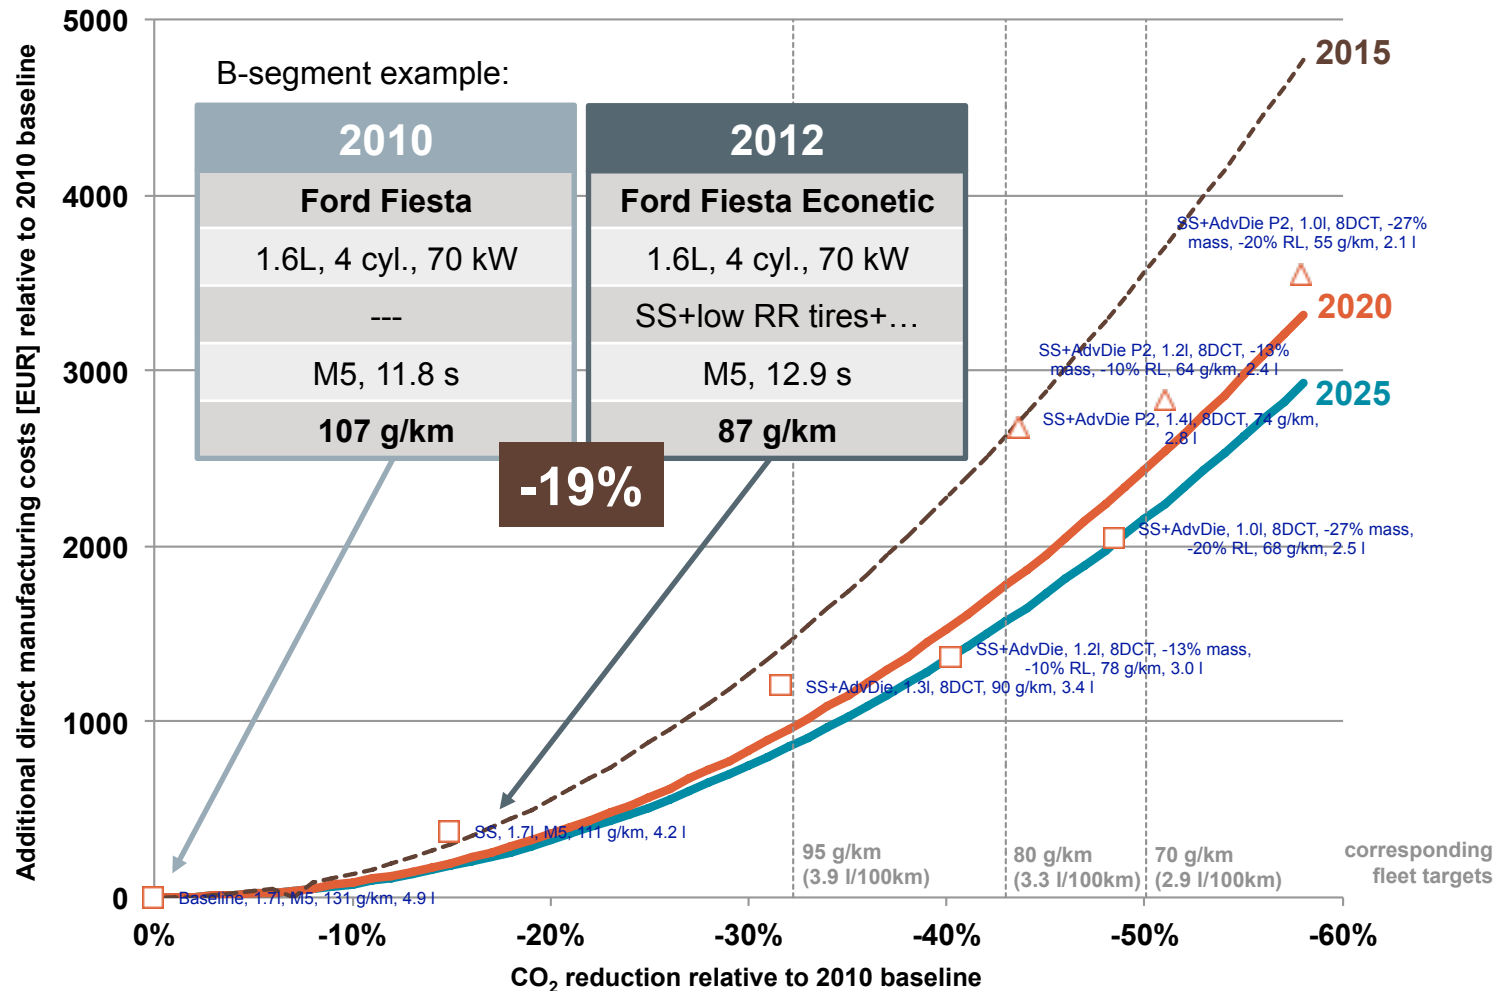 Additional direct manufacturing costs [EUR] relative to 2010 baseline
5000
4000
3000
2000
1000
0
B-segment example:
2010
Ford Fiesta
1.6L, 4 cyl., 70 kW
---
M5, 11.8 s
107 g/km
2012
Ford Fiesta Econetic
1.6L, 4 cyl., 70 kW
SS+low RR tires+…
M5, 12.9 s
87 g/km
-19%
2015
SS+AdvDie P2, 1.0l, 8DCT, -27%
mass, -20% RL, 55 g/km, 2.1 l
2020
SS+AdvDie P2, 1.2l, 8DCT, -13%
mass, -10% RL, 64 g/km, 2.4 l
2025
SS+AdvDie P2, 1.4l, 8DCT, 74 g/km,
2.8 l
SS+AdvDie, 1.0l, 8DCT, -27% mass,
-20% RL, 68 g/km, 2.5 l
SS+AdvDie, 1.2l, 8DCT, -13% mass,
-10% RL, 78 g/km, 3.0 l
SS+AdvDie, 1.3l, 8DCT, 90 g/km, 3.4 l
SS, 1.7l, M5, 111 g/km, 4.2 l
Baseline, 1.7l, M5, 131 g/km, 4.9 l
95 g/km
(3.9 l/100km)
80 g/km
(3.3 l/100km)
70 g/km
(2.9 l/100km)
corresponding
fleet targets
0%
-10%
-20%
-30%
-40%
-50%
-60%
CO₂ reduction relative to 2010 baseline